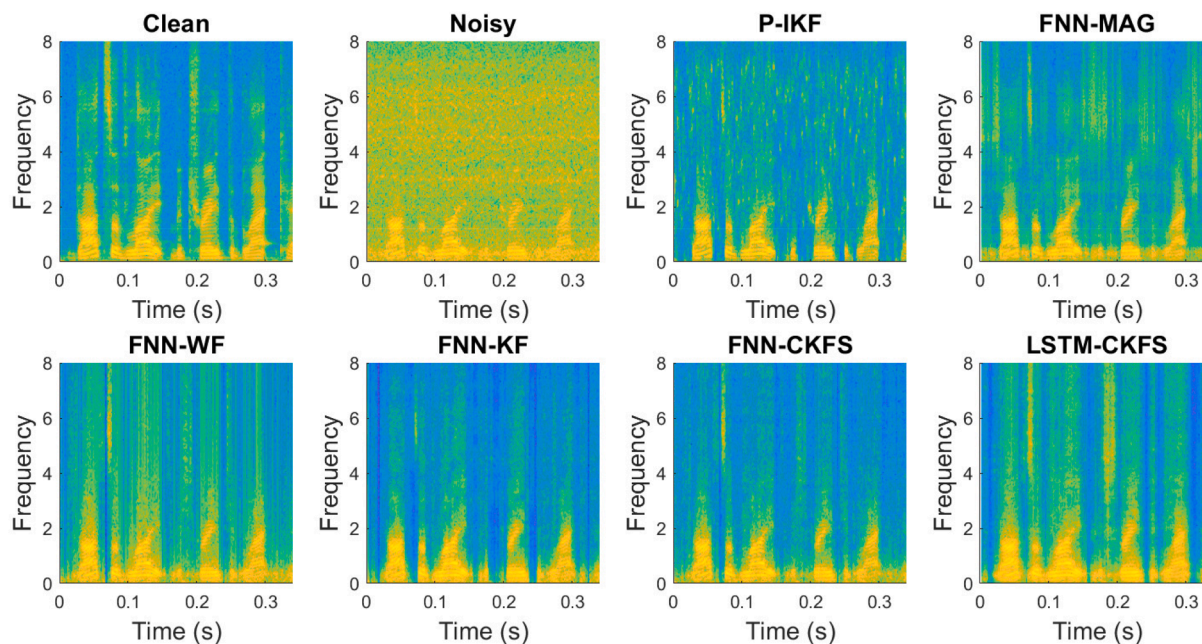 Clean Noisy P-IKF FNN-MAG
8 8 8 8
6 6 6 6
4 4 4 4
2 2 2 2
0 0 0 0
Frequency Frequency Frequency Frequency
0 0.1 0.2 0.3 0 0.1 0.2 0.3 0 0.1 0.2 0.3 0 0.1 0.2 0.3
Time (s) Time (s) Time (s) Time (s)
FNN-WF FNN-KF FNN-CKFS LSTM-CKFS
8 8 8 8
6 6 6 6
4 4 4 4
2 2 2 2
0 0 0 0
Frequency Frequency Frequency Frequency
0 0.1 0.2 0.3 0 0.1 0.2 0.3 0 0.1 0.2 0.3 0 0.1 0.2 0.3
Time (s) Time (s) Time (s) Time (s)